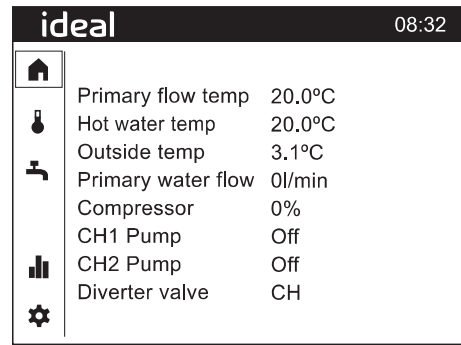 ideal 08:32
Primary flow temp 20.0ºC
Hot water temp 20.0ºC
Outside temp 3.1ºC
Primary water flow 0l/min
Compressor 0%
CH1 Pump Off
CH2 Pump Off
Diverter valve CH